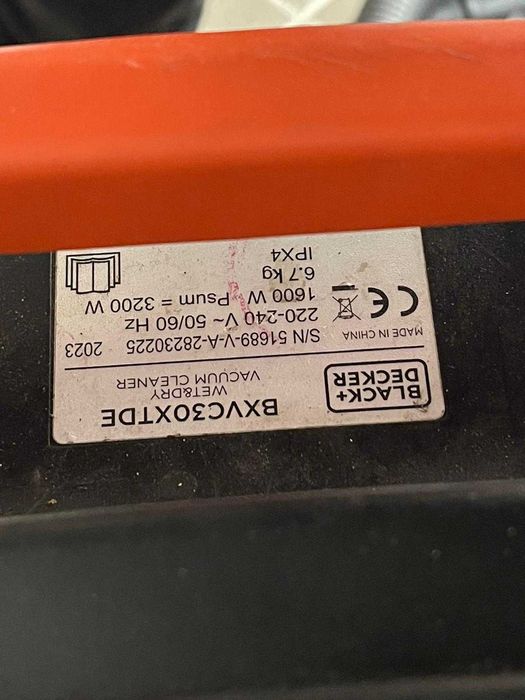 BLACK+
DECKER
BXVC30XTDE
WET&DRY
VACUUM CLEANER
MADE IN CHINA
S/N 51689-V-A-28230225 2023
220-240 V ~ 50/60 Hz
1600 W Psum = 3200 W
6.7 kg
IPX4
CE